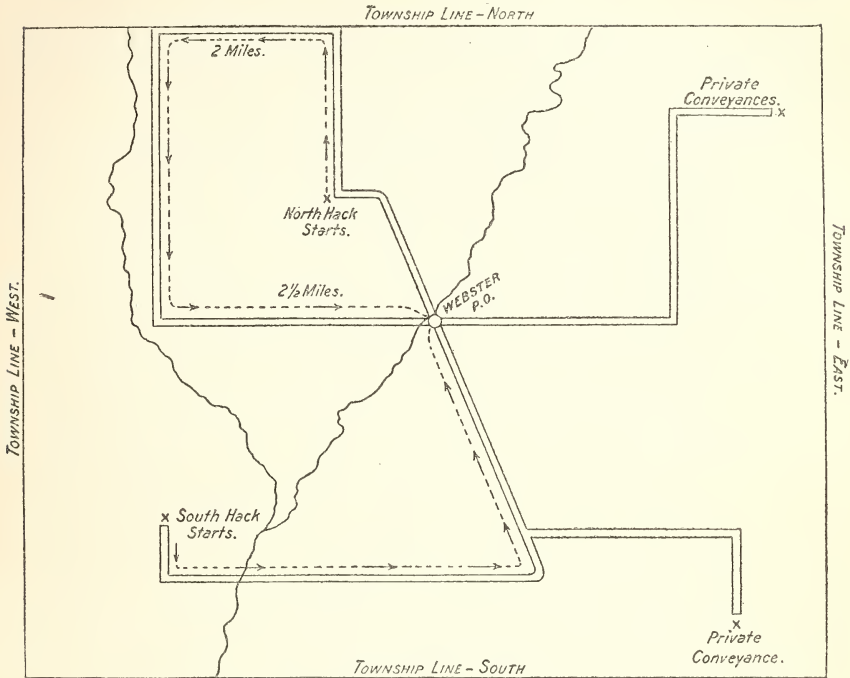 TOWNSHIP LINE – NORTH
2 Miles.
Private
Conveyances.
x
x
North Hack
Starts.
TOWNSHIP LINE – WEST.
TOWNSHIP LINE – EAST.
2½ Miles.
WEBSTER
P.O.
x South Hack
Starts.
x
Private
Conveyance.
TOWNSHIP LINE – SOUTH